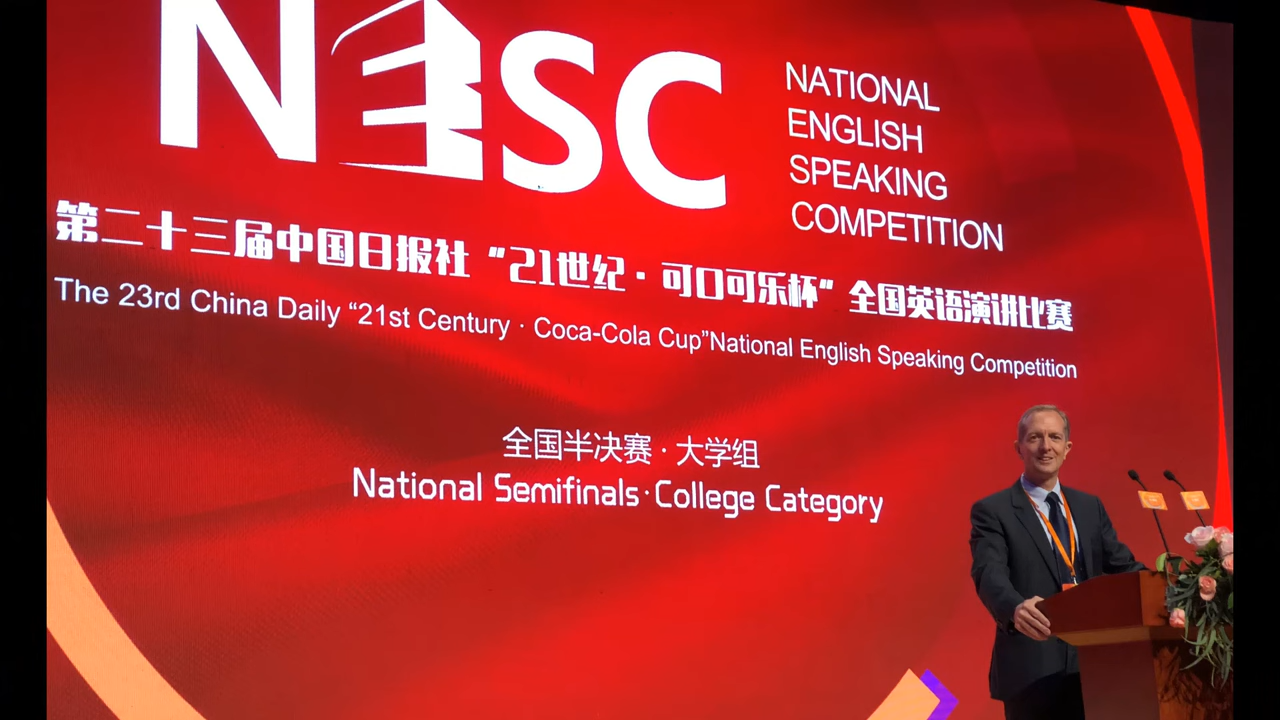 NESC
NATIONAL
ENGLISH
SPEAKING
COMPETITION
第二十三届中国日报社 “21世纪·可口可乐杯” 全国英语演讲比赛
The 23rd China Daily “21st Century · Coca-Cola Cup”National English Speaking Competition
全国半决赛·大学组
National Semifinals·College Category